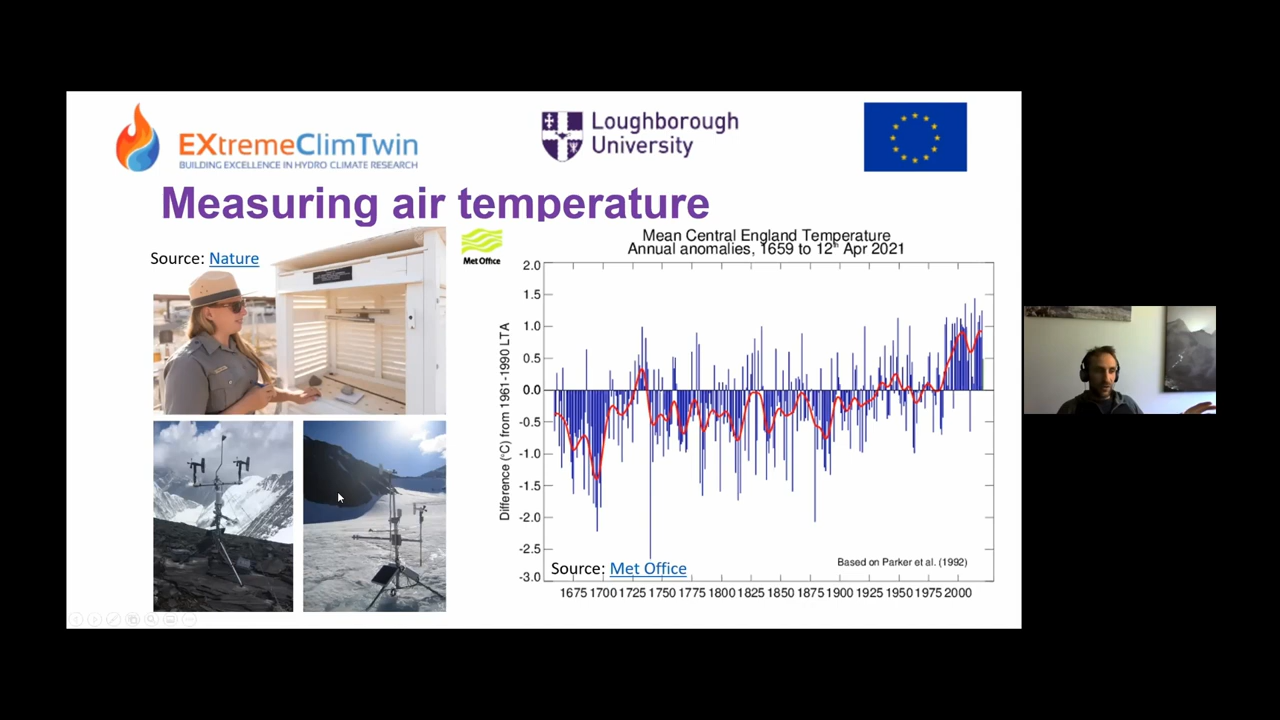 EXtremeClimTwin
BUILDING EXCELLENCE IN HYDRO CLIMATE RESEARCH
Loughborough
University
Measuring air temperature
Source: Nature
Met Office
Mean Central England Temperature
Annual anomalies, 1659 to 12th Apr 2021
2.0
1.5
1.0
0.5
0.0
-0.5
-1.0
-1.5
-2.0
-2.5
-3.0
Difference (°C) from 1961-1990 LTA
Source: Met Office
Based on Parker et al. (1992)
1675 1700 1725 1750 1775 1800 1825 1850 1875 1900 1925 1950 1975 2000